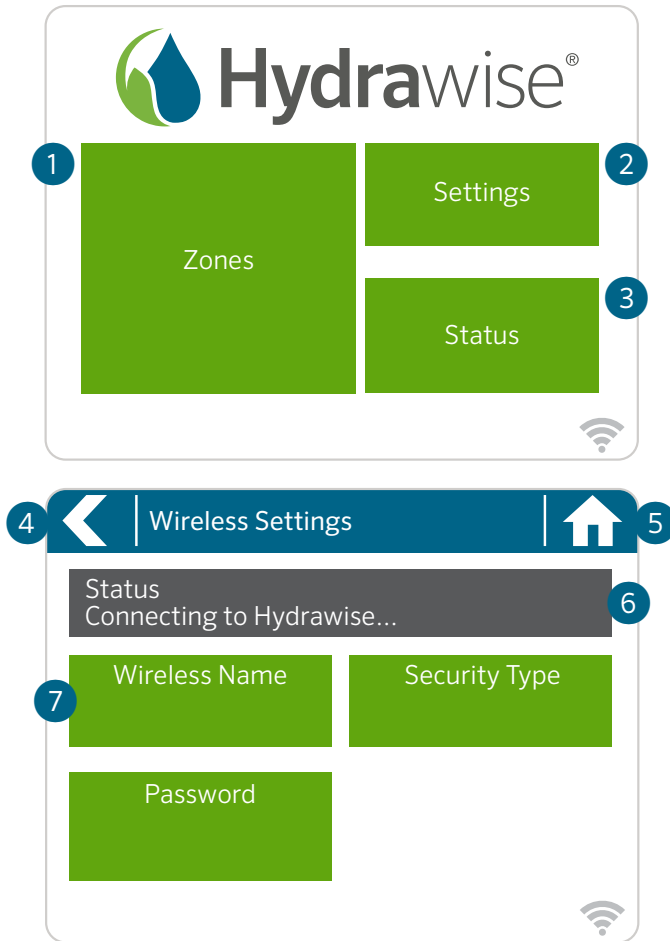 Hydrawise®
1
2
Settings
Zones
3
Status
4
Wireless Settings
5
Status
Connecting to Hydrawise...
6
7
Wireless Name
Security Type
Password